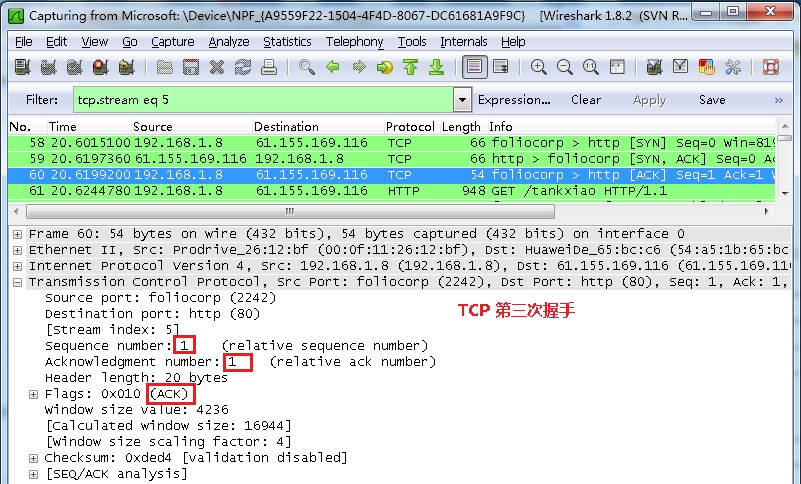 Capturing from Microsoft: \Device\NPF_{A9559F22-1504-4F4D-8067-DC61681A9F9C} [Wireshark 1.8.2 (SVN R...
File Edit View Go Capture Analyze Statistics Telephony Tools Internals Help
Filter: tcp.stream eq 5 Expression... Clear Apply Save »
No. Time Source Destination Protocol Length Info
58 20.6015100 192.168.1.8 61.155.169.116 TCP 66 foliocorp > http [SYN] Seq=0 Win=819
59 20.6197360 61.155.169.116 192.168.1.8 TCP 66 http > foliocorp [SYN, ACK] Seq=0 Ac
60 20.6199200 192.168.1.8 61.155.169.116 TCP 54 foliocorp > http [ACK] Seq=1 Ack=1 W
61 20.6244780 192.168.1.8 61.155.169.116 HTTP 948 GET /tankxiao HTTP/1.1
Frame 60: 54 bytes on wire (432 bits), 54 bytes captured (432 bits) on interface 0
Ethernet II, Src: Prodrive_26:12:bf (00:0f:11:26:12:bf), Dst: HuaweiDe_65:bc:c6 (54:a5:1b:65:bc
Internet Protocol Version 4, Src: 192.168.1.8 (192.168.1.8), Dst: 61.155.169.116 (61.155.169.11
Transmission Control Protocol, Src Port: foliocorp (2242), Dst Port: http (80), Seq: 1, Ack: 1,
Source port: foliocorp (2242)
TCP 第三次握手
Destination port: http (80)
[Stream index: 5]
Sequence number: 1 (relative sequence number)
Acknowledgment number: 1 (relative ack number)
Header length: 20 bytes
Flags: 0x010 (ACK)
Window size value: 4236
[Calculated window size: 16944]
[Window size scaling factor: 4]
Checksum: 0xded4 [validation disabled]
[SEQ/ACK analysis]